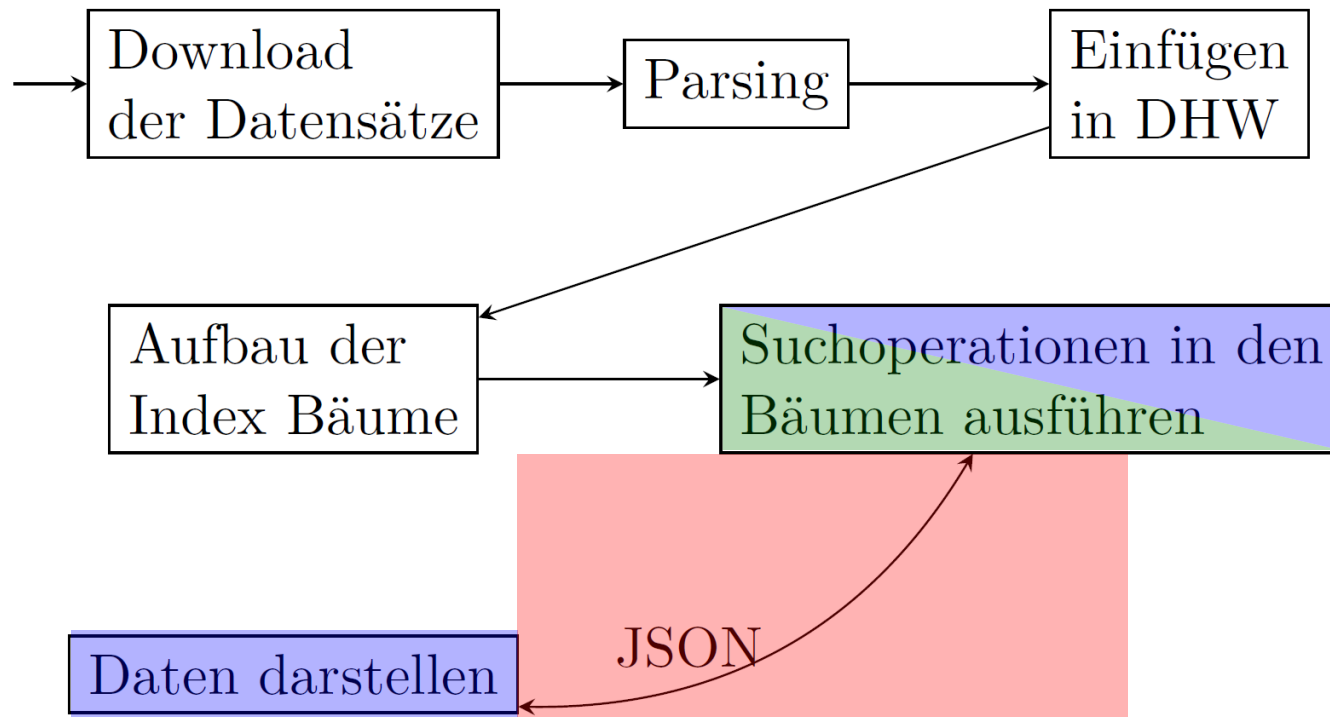 Download
der Datensätze
Parsing
Einfügen
in DHW
Aufbau der
Index Bäume
Suchoperationen in den
Bäumen ausführen
JSON
Daten darstellen